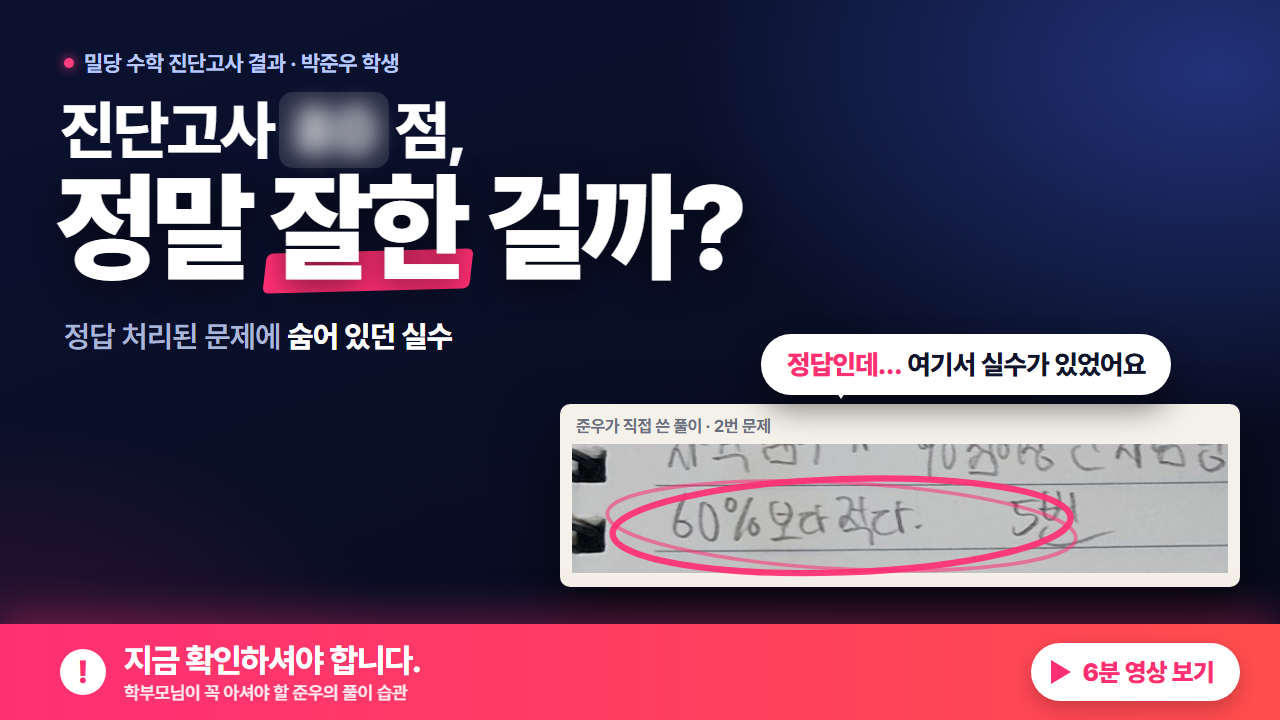 밀당 수학 진단고사 결과 · 박준우 학생
진단고사 점,
정말 잘한 걸까?
정답 처리된 문제에 숨어 있던 실수
정답인데... 여기서 실수가 있었어요
준우가 직접 쓴 풀이 · 2번 문제
60%보다 작다. 5번
지금 확인하셔야 합니다.
학부모님이 꼭 아셔야 할 준우의 풀이 습관
6분 영상 보기